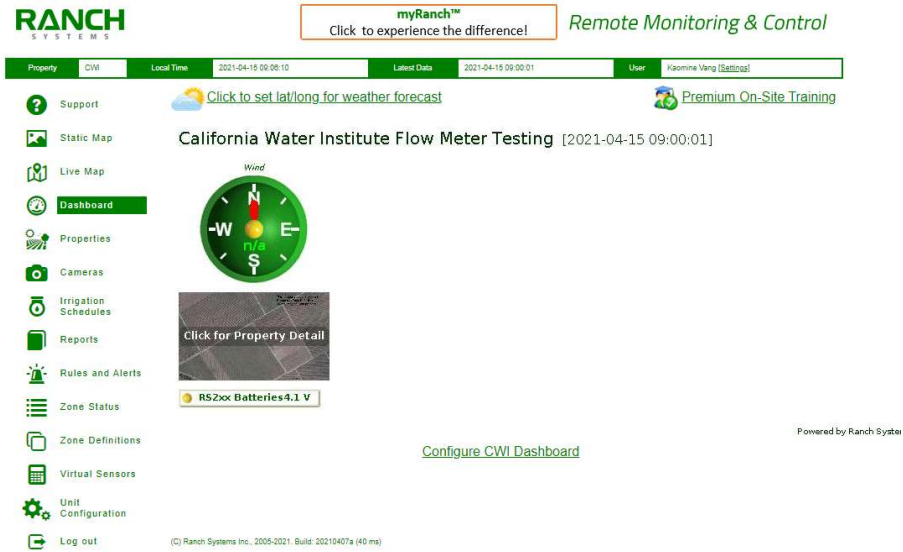 RANCH
SYSTEMS
myRanch™
Click to experience the difference!
Remote Monitoring & Control
Property CWI Local Time 2021-04-15 09:06:10 Latest Data 2021-04-15 09:00:01 User Kaomine Vang [Settings]
Support
Static Map
Live Map
Dashboard
Properties
Cameras
Irrigation
Schedules
Reports
Rules and Alerts
Zone Status
Zone Definitions
Virtual Sensors
Unit
Configuration
Log out
Click to set lat/long for weather forecast
Premium On-Site Training
California Water Institute Flow Meter Testing [2021-04-15 09:00:01]
Wind
N
W E
n/a
S
Click for Property Detail
RS2xx Batteries4.1 V
Powered by Ranch Syste
Configure CWI Dashboard
(C) Ranch Systems Inc., 2005-2021. Build: 20210407a (40 ms)